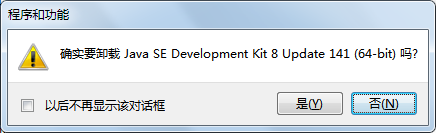 程序和功能
确实要卸载 Java SE Development Kit 8 Update 141 (64-bit) 吗?
以后不再显示该对话框
是(Y)
否(N)